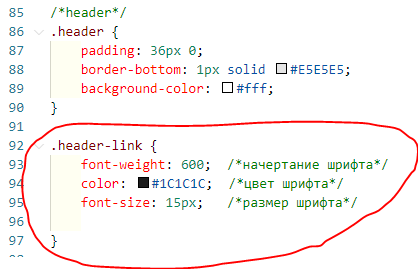 85 /*header*/
86 .header {
87 padding: 36px 0;
88 border-bottom: 1px solid #E5E5E5;
89 background-color: #fff;
90 }
91
92 .header-link {
93 font-weight: 600; /*начертание шрифта*/
94 color: #1C1C1C; /*цвет шрифта*/
95 font-size: 15px; /*размер шрифта*/
96
97 }